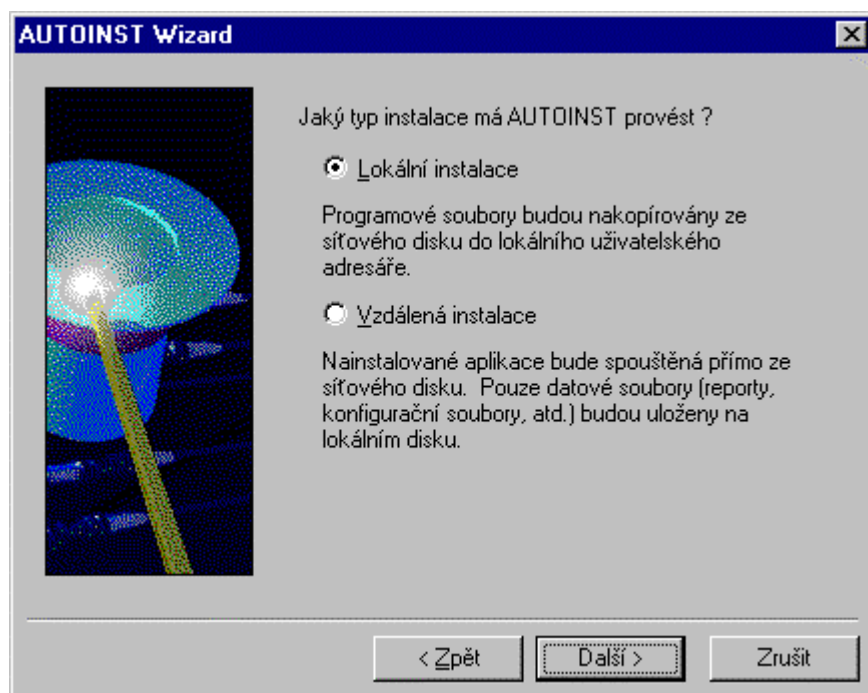 AUTOINST Wizard
Jaký typ instalace má AUTOINST provést ?
Lokální instalace
Programové soubory budou nakopírovány ze
síťového disku do lokálního uživatelského
adresáře.
Vzdálená instalace
Nainstalované aplikace bude spouštěná přímo ze
síťového disku.  Pouze datové soubory (reporty,
konfigurační soubory, atd.) budou uloženy na
lokálním disku.
< Zpět
Další >
Zrušit